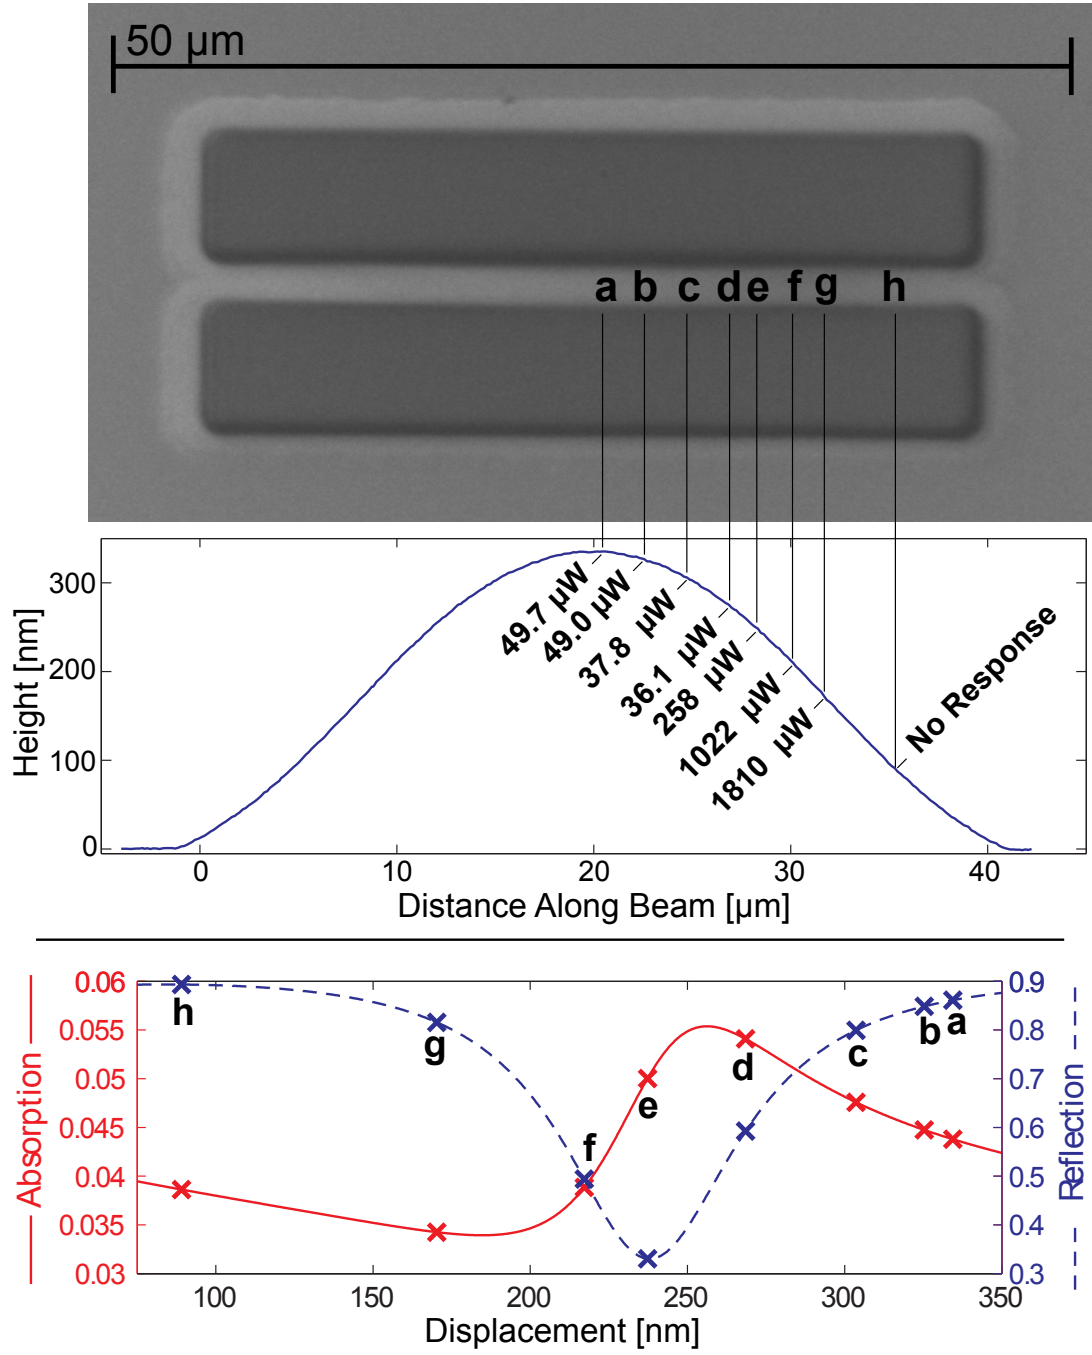 50 µm
a b c d e f g h
300
200
100
0
Height [nm]
49.7 µW
49.0 µW
37.8 µW
36.1 µW
258 µW
1022 µW
1810 µW
No Response
0 10 20 30 40
Distance Along Beam [µm]
0.06
0.055
0.05
0.045
0.04
0.035
0.03
Absorption
h g f e d c b a
0.9
0.8
0.7
0.6
0.5
0.4
0.3
Reflection
100 150 200 250 300 350
Displacement [nm]